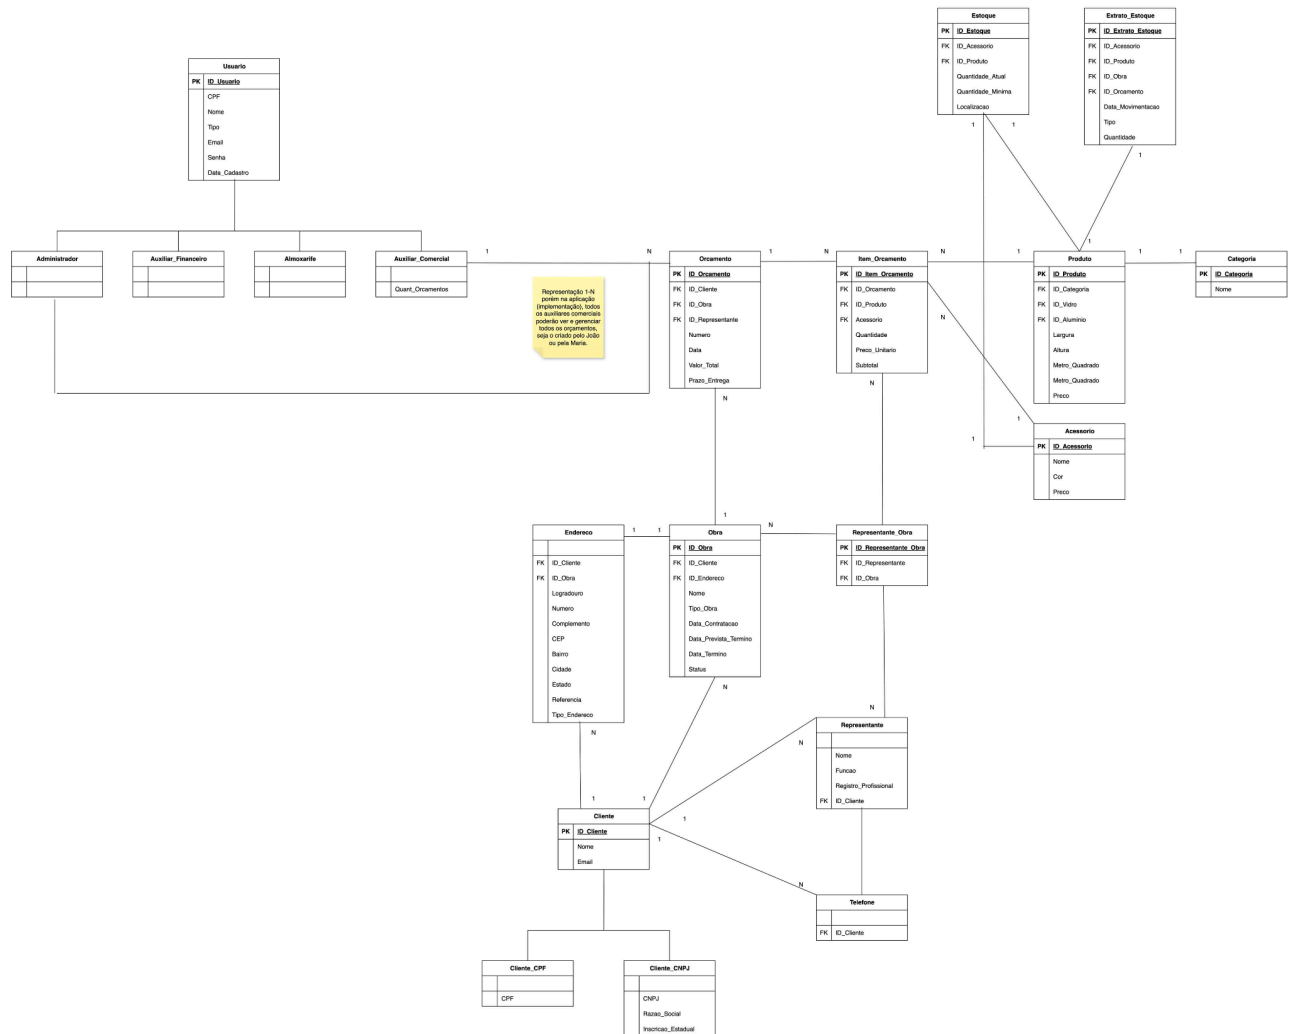 Estoque
PK ID_Estoque
FK ID_Acessorio
FK ID_Produto
Quantidade_Atual
Quantidade_Minima
Localizacao
Extrato_Estoque
PK ID_Extrato_Estoque
FK ID_Acessorio
FK ID_Produto
FK ID_Obra
FK ID_Orcamento
Data_Movimentacao
Tipo
Quantidade
Usuario
PK ID_Usuario
CPF
Nome
Tipo
Email
Senha
Data_Cadastro
1 1
1
Administrador
Auxiliar_Financeiro
Almoxarife
Auxiliar_Comercial
Quant_Orcamentos
1 N
Representação 1-N
porém na aplicação
(implementação), todos
os auxiliares comerciais
poderão ver e gerenciar
todos os orçamentos,
seja o criado pelo João
ou pela Maria.
Orcamento
PK ID_Orcamento
FK ID_Cliente
FK ID_Obra
FK ID_Representante
Numero
Data
Valor_Total
Prazo_Entrega
1 N
Item_Orcamento
PK ID_Item_Orcamento
FK ID_Orcamento
FK ID_Produto
FK Acessorio
Quantidade
Preco_Unitario
Subtotal
N 1
1
Produto
PK ID_Produto
FK ID_Categoria
FK ID_Vidro
FK ID_Aluminio
Largura
Altura
Metro_Quadrado
Metro_Quadrado
Preco
1 1
Categoria
PK ID_Categoria
Nome
N
N
N
1
1
Acessorio
PK ID_Acessorio
Nome
Cor
Preco
1
Endereco
FK ID_Cliente
FK ID_Obra
Logradouro
Numero
Complemento
CEP
Bairro
Cidade
Estado
Referencia
Tipo_Endereco
1 1
Obra
PK ID_Obra
FK ID_Cliente
FK ID_Endereco
Nome
Tipo_Obra
Data_Contratacao
Data_Prevista_Termino
Data_Termino
Status
N
Representante_Obra
PK ID_Representante_Obra
FK ID_Representante
FK ID_Obra
N
N
N
Representante
Nome
Funcao
Registro_Profissional
FK ID_Cliente
N
1 1
Cliente
PK ID_Cliente
Nome
Email
1
1
N
Telefone
FK ID_Cliente
Cliente_CPF
CPF
Cliente_CNPJ
CNPJ
Razao_Social
Inscricao_Estadual